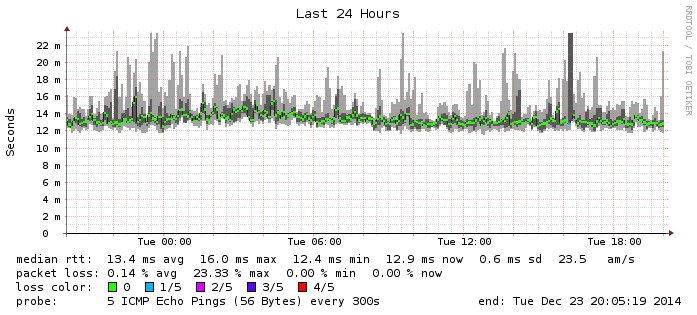 Last 24 Hours
RRDTOOL / TOBI OETIKER
Seconds
22 m
20 m
18 m
16 m
14 m
12 m
10 m
8 m
6 m
4 m
2 m
0
Tue 00:00 Tue 06:00 Tue 12:00 Tue 18:00
median rtt: 13.4 ms avg 16.0 ms max 12.4 ms min 12.9 ms now 0.6 ms sd 23.5 am/s
packet loss: 0.14 % avg 23.33 % max 0.00 % min 0.00 % now
loss color: 0 1/5 2/5 3/5 4/5
probe: 5 ICMP Echo Pings (56 Bytes) every 300s end: Tue Dec 23 20:05:19 2014